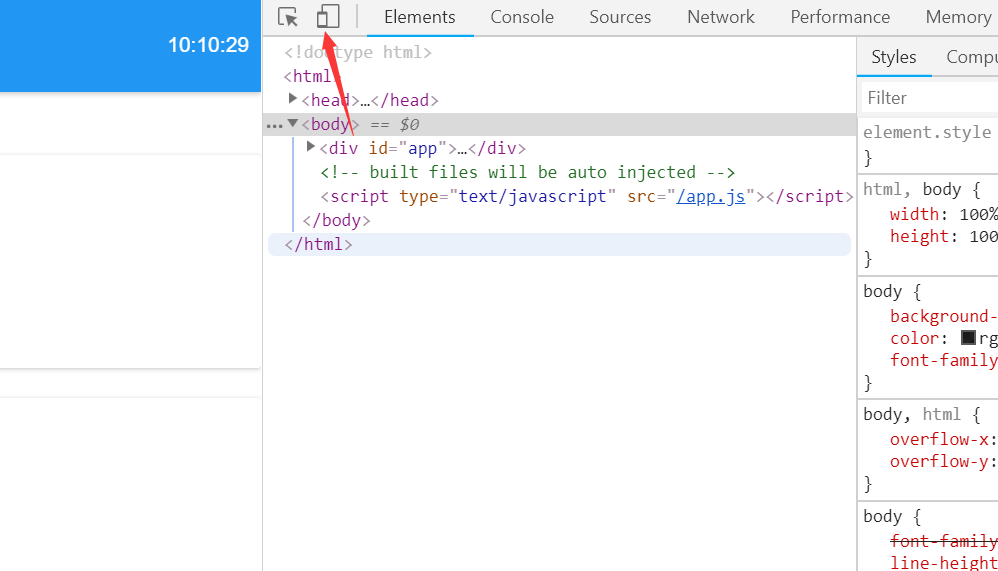 10:10:29
Elements Console Sources Network Performance Memory
<!doctype html>
<html>
<head>…</head>
… <body> == $0
<div id="app">…</div>
<!-- built files will be auto injected -->
<script type="text/javascript" src="/app.js"></script>
</body>
</html>
Styles Compu
Filter
element.style
}
html, body {
width: 100%
height: 100
}
body {
background-
color: rg
font-family
}
body, html {
overflow-x:
overflow-y:
}
body {
font-family
line-height